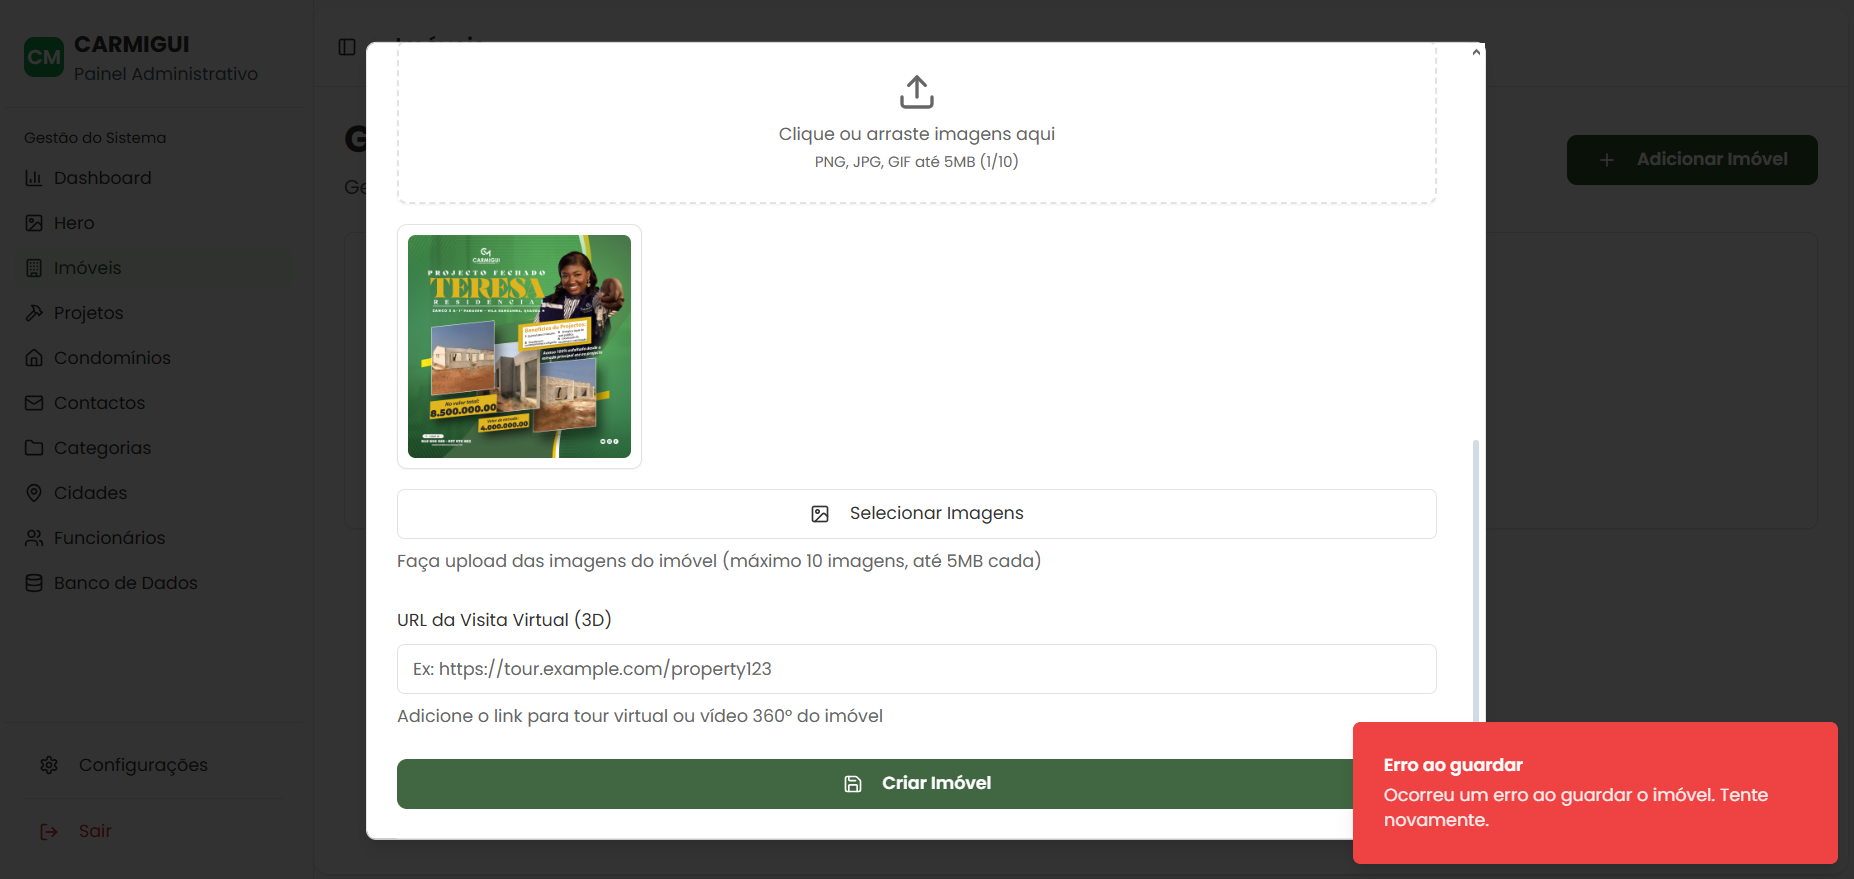 CM
CARMIGUI
Painel Administrativo
Gestão do Sistema
Dashboard
Hero
Imóveis
Projetos
Condomínios
Contactos
Categorias
Cidades
Funcionários
Banco de Dados
Configurações
Sair
Adicionar Imóvel
Clique ou arraste imagens aqui
PNG, JPG, GIF até 5MB (1/10)
CARMIGUI
PROJECTO FECHADO
TERESA
RESIDENCIAL
No valor total:
8.500.000.00
4.000.000.00
Selecionar Imagens
Faça upload das imagens do imóvel (máximo 10 imagens, até 5MB cada)
URL da Visita Virtual (3D)
Ex: https://tour.example.com/property123
Adicione o link para tour virtual ou vídeo 360° do imóvel
Criar Imóvel
Erro ao guardar
Ocorreu um erro ao guardar o imóvel. Tente
novamente.